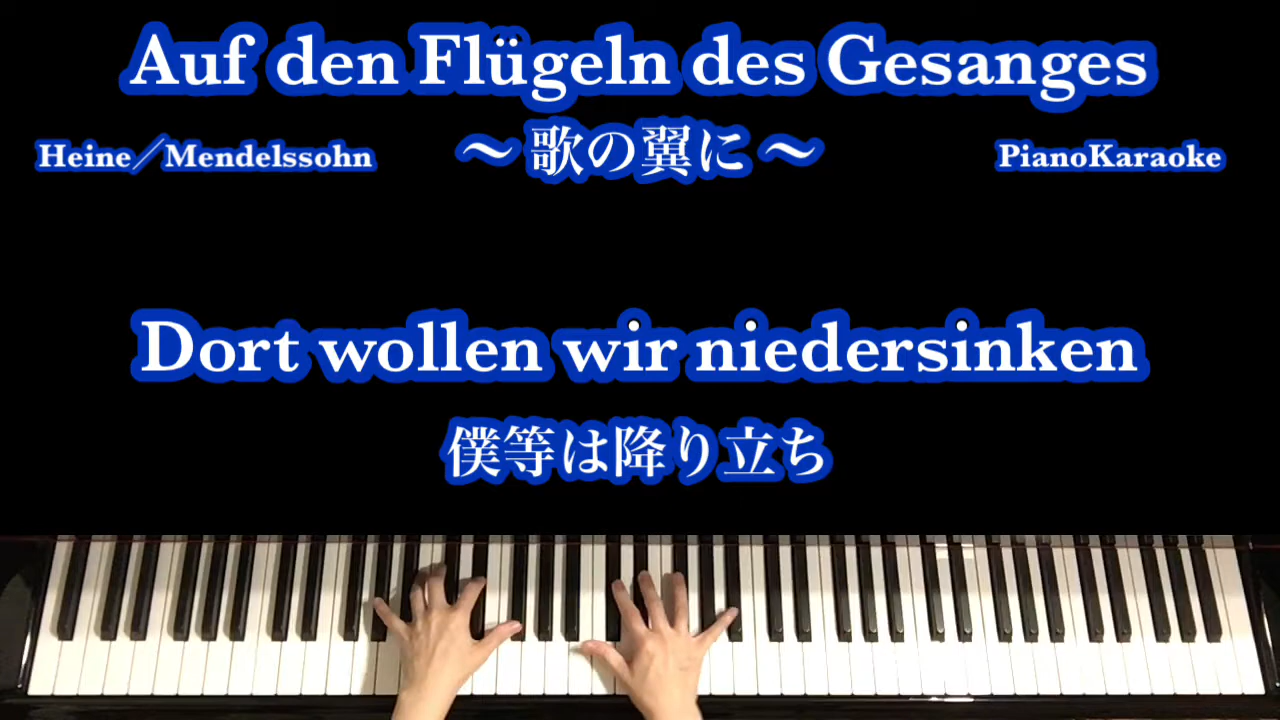 Auf den Flügeln des Gesanges
Heine／Mendelssohn
～ 歌の翼に ～
PianoKaraoke
Dort wollen wir niedersinken
僕等は降り立ち